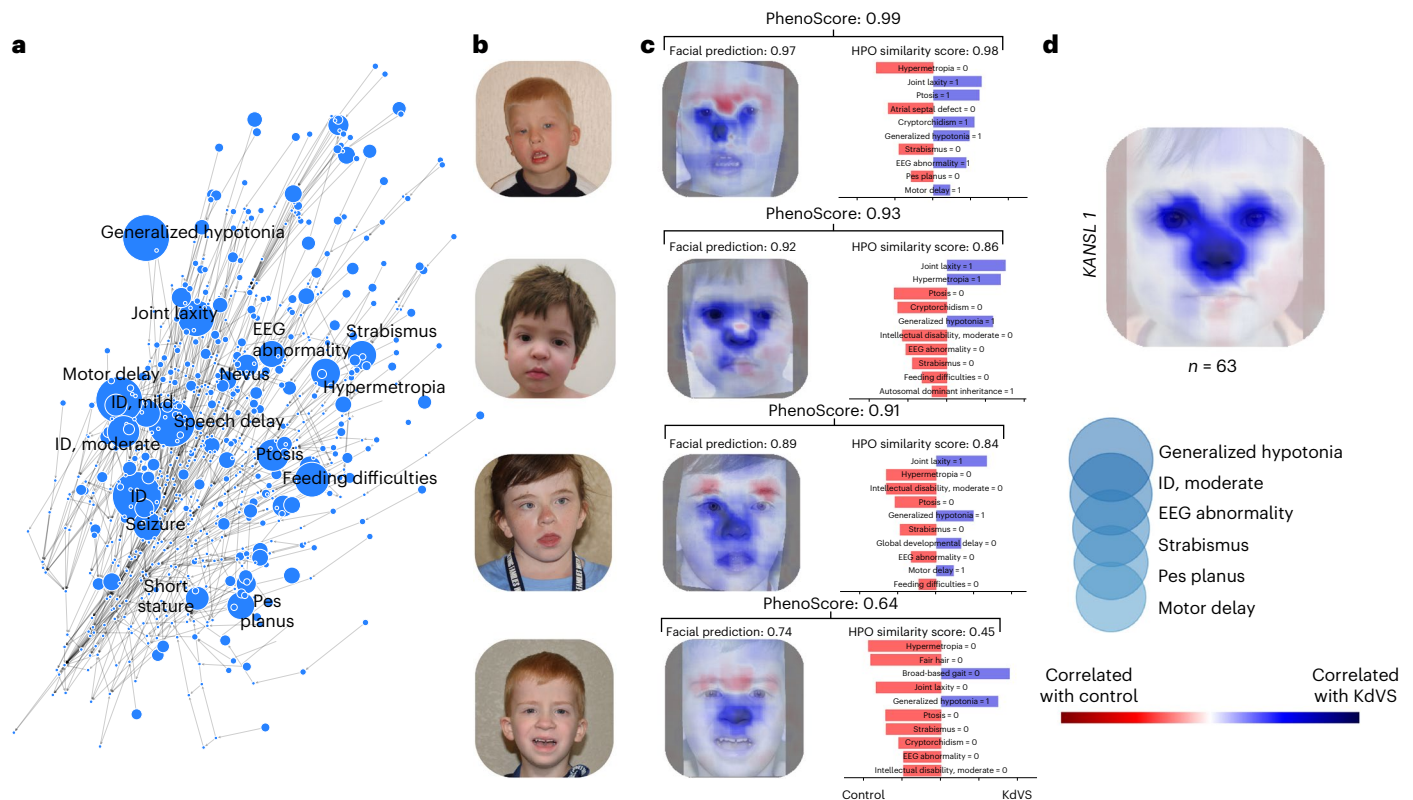 a
Generalized hypotonia
Joint laxity
EEG
abnormality
Strabismus
Motor delay
Nevus
Hypermetropia
ID, mild
Speech delay
ID, moderate
Ptosis
Feeding difficulties
ID
Seizure
Short
stature
Pes
planus
b
c
PhenoScore: 0.99
Facial prediction: 0.97
HPO similarity score: 0.98
Hypermetropia = 0
Joint laxity = 1
Ptosis = 1
Atrial septal defect = 0
Cryptorchidism = 1
Generalized hypotonia = 1
Strabismus = 0
EEG abnormality = 1
Pes planus = 0
Motor delay = 1
PhenoScore: 0.93
Facial prediction: 0.92
HPO similarity score: 0.86
Joint laxity = 1
Hypermetropia = 1
Ptosis = 0
Cryptorchidism = 0
Generalized hypotonia = 1
Intellectual disability, moderate = 0
EEG abnormality = 0
Strabismus = 0
Feeding difficulties = 0
Autosomal dominant inheritance = 1
PhenoScore: 0.91
Facial prediction: 0.89
HPO similarity score: 0.84
Joint laxity = 1
Hypermetropia = 0
Intellectual disability, moderate = 0
Ptosis = 0
Generalized hypotonia = 1
Strabismus = 0
Global developmental delay = 0
EEG abnormality = 0
Motor delay = 1
Feeding difficulties = 0
PhenoScore: 0.64
Facial prediction: 0.74
HPO similarity score: 0.45
Hypermetropia = 0
Fair hair = 0
Broad-based gait = 0
Joint laxity = 0
Generalized hypotonia = 1
Ptosis = 0
Strabismus = 0
Cryptorchidism = 0
EEG abnormality = 0
Intellectual disability, moderate = 0
Control
KdVS
d
KANSL 1
n = 63
Generalized hypotonia
ID, moderate
EEG abnormality
Strabismus
Pes planus
Motor delay
Correlated
with control
Correlated
with KdVS